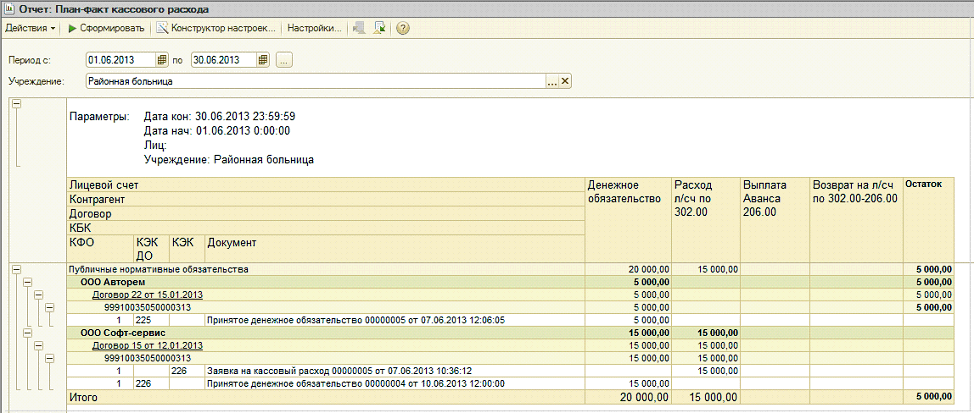 Отчет: План-Факт кассового расхода
Действия Сформировать Конструктор настроек... Настройки... ?
Период с: 01.06.2013 по 30.06.2013 ...
Учреждение: Районная больница ... ×
Параметры: Дата кон: 30.06.2013 23:59:59
Дата нач: 01.06.2013 0:00:00
Лиц:
Учреждение: Районная больница
Лицевой счет Денежное обязательство Расход л/сч по 302.00 Выплата Аванса 206.00 Возврат на л/сч по 302.00-206.00 Остаток
Контрагент
Договор
КБК
КФО КЭК ДО КЭК Документ
Публичные нормативные обязательства 20 000,00 15 000,00 5 000,00
ООО Авторем 5 000,00 5 000,00
Договор 22 от 15.01.2013 5 000,00 5 000,00
99910035050000313 5 000,00 5 000,00
1 225 Принятое денежное обязательство 00000005 от 07.06.2013 12:06:05 5 000,00
ООО Софт-сервис 15 000,00 15 000,00
Договор 15 от 12.01.2013 15 000,00 15 000,00
99910035050000313 15 000,00 15 000,00
1 226 Заявка на кассовый расход 00000005 от 07.06.2013 10:36:12 15 000,00
1 226 Принятое денежное обязательство 00000004 от 10.06.2013 12:00:00 15 000,00
Итого 20 000,00 15 000,00 5 000,00